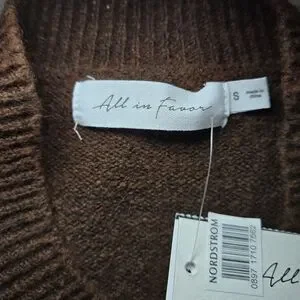 All in Favor
S
made in
china
NORDSTROM
All